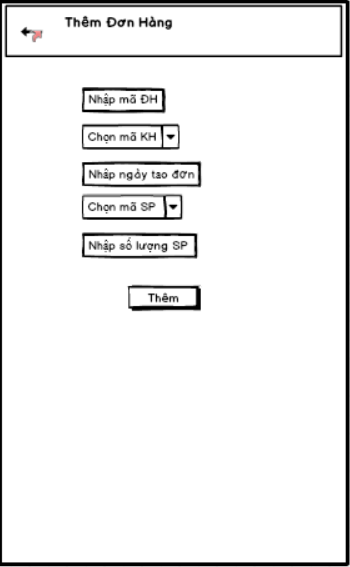 Thêm Đơn Hàng
Nhập mã ĐH
Chọn mã KH
Nhập ngày tao đơn
Chọn mã SP
Nhập số lượng SP
Thêm